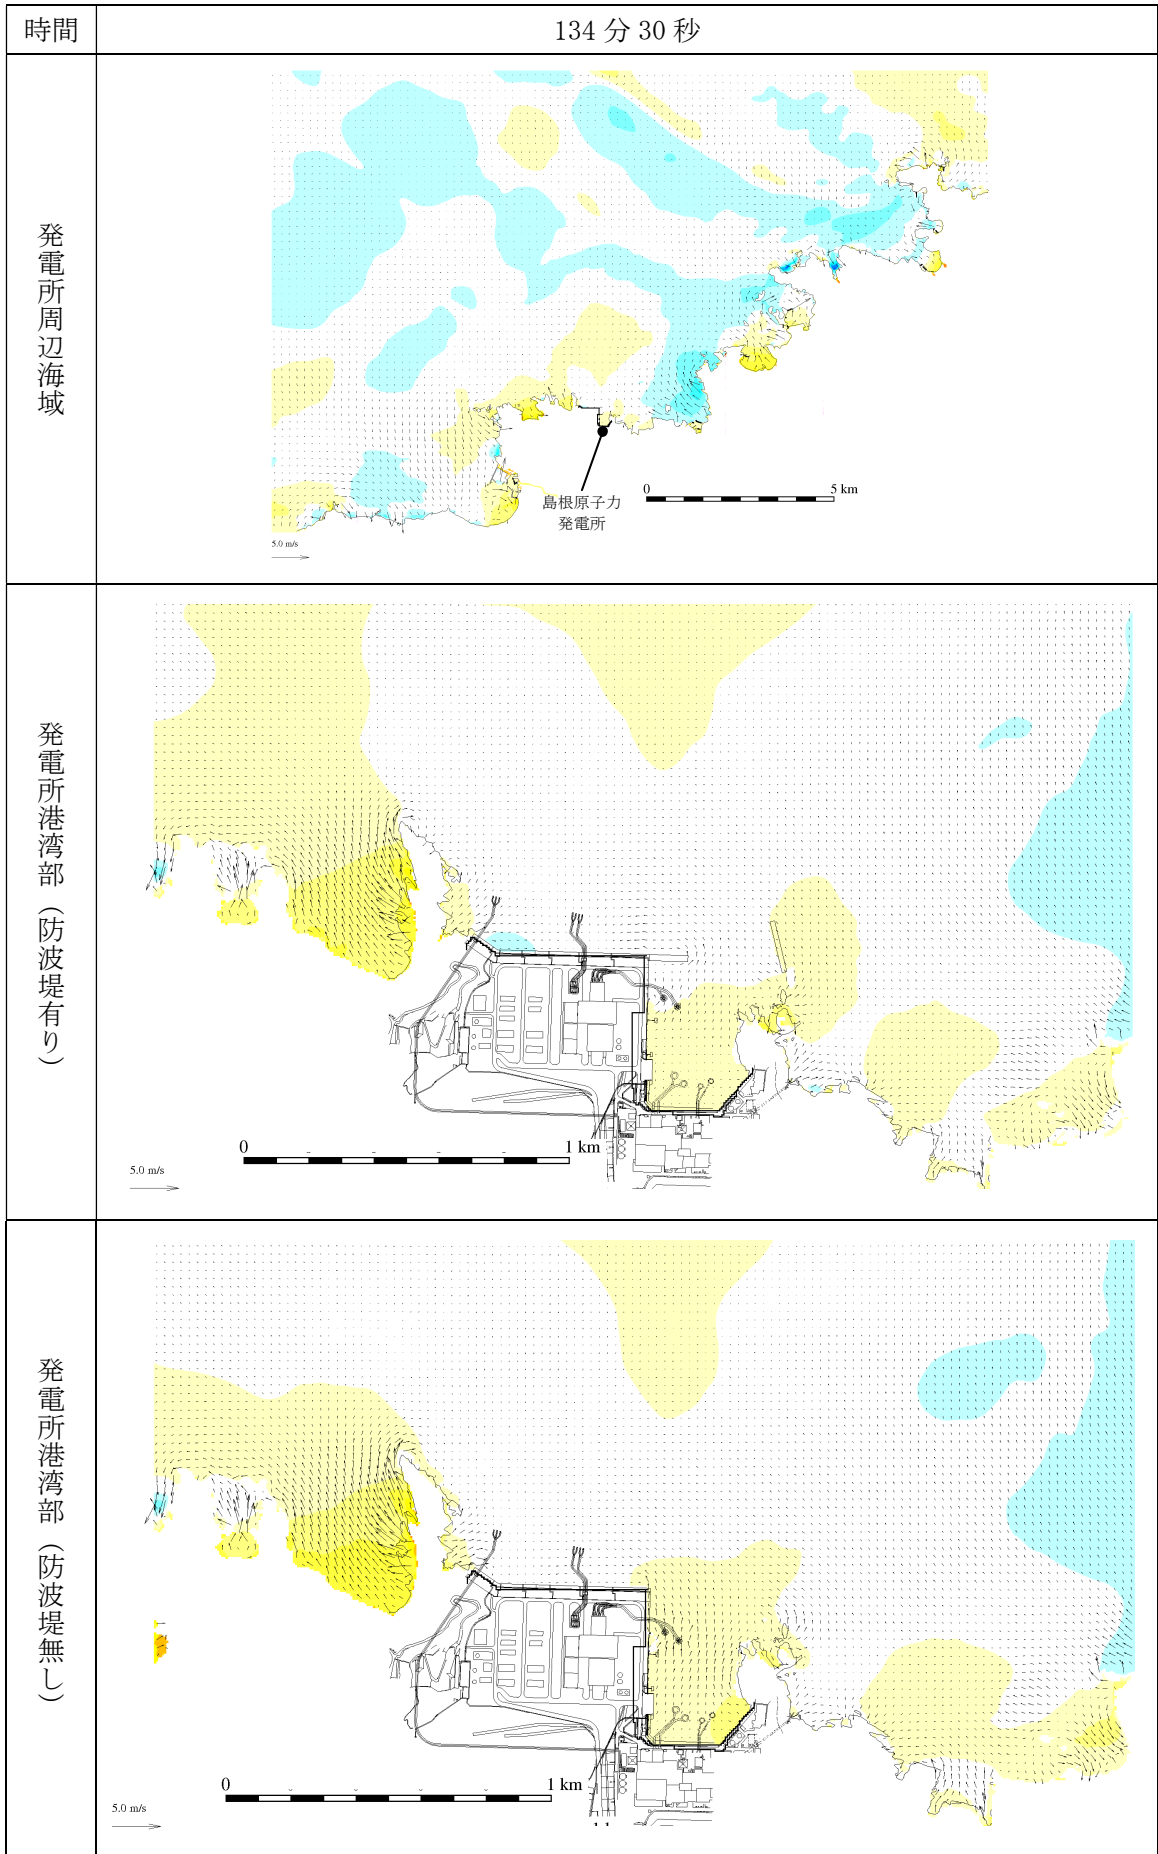 時間
134 分 30 秒
発電所周辺海域
島根原子力
発電所
0
5 km
5.0 m/s
発電所港湾部（防波堤有り）
0
1 km
5.0 m/s
発電所港湾部（防波堤無し）
0
1 km
5.0 m/s